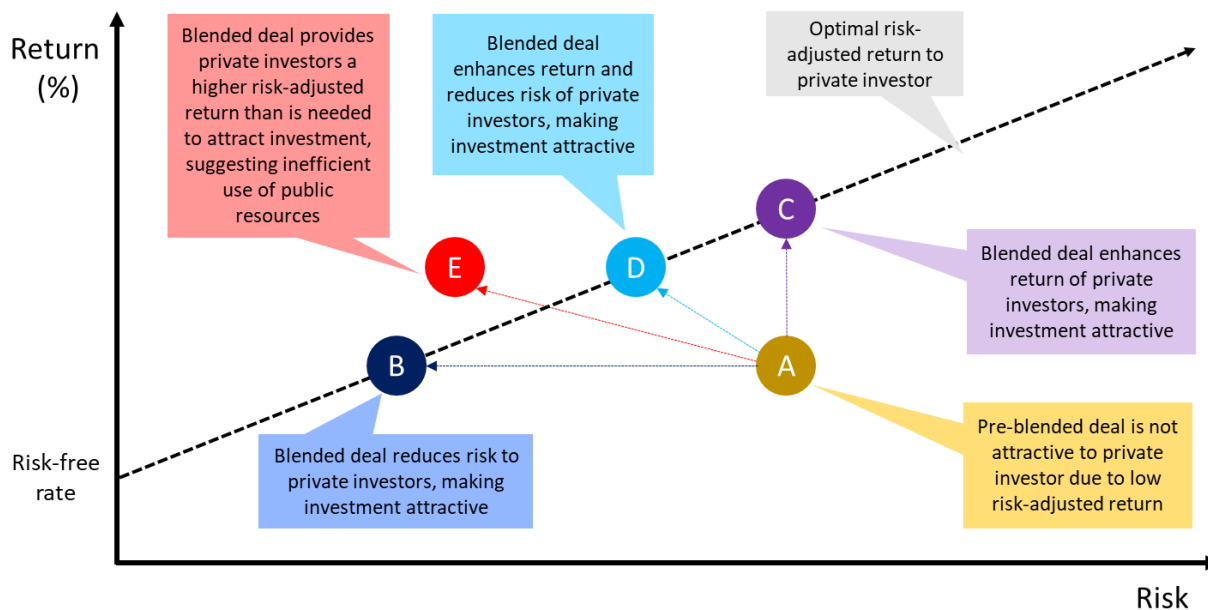 Return
(%)
Blended deal provides
private investors a
higher risk-adjusted
return than is needed
to attract investment,
suggesting inefficient
use of public
resources
Blended deal
enhances return and
reduces risk of private
investors, making
investment attractive
Optimal risk-
adjusted return to
private investor
C
E
D
Blended deal enhances
return of private
investors, making
investment attractive
B
A
Blended deal reduces risk to
private investors, making
investment attractive
Pre-blended deal is not
attractive to private
investor due to low
risk-adjusted return
Risk-free
rate
Risk